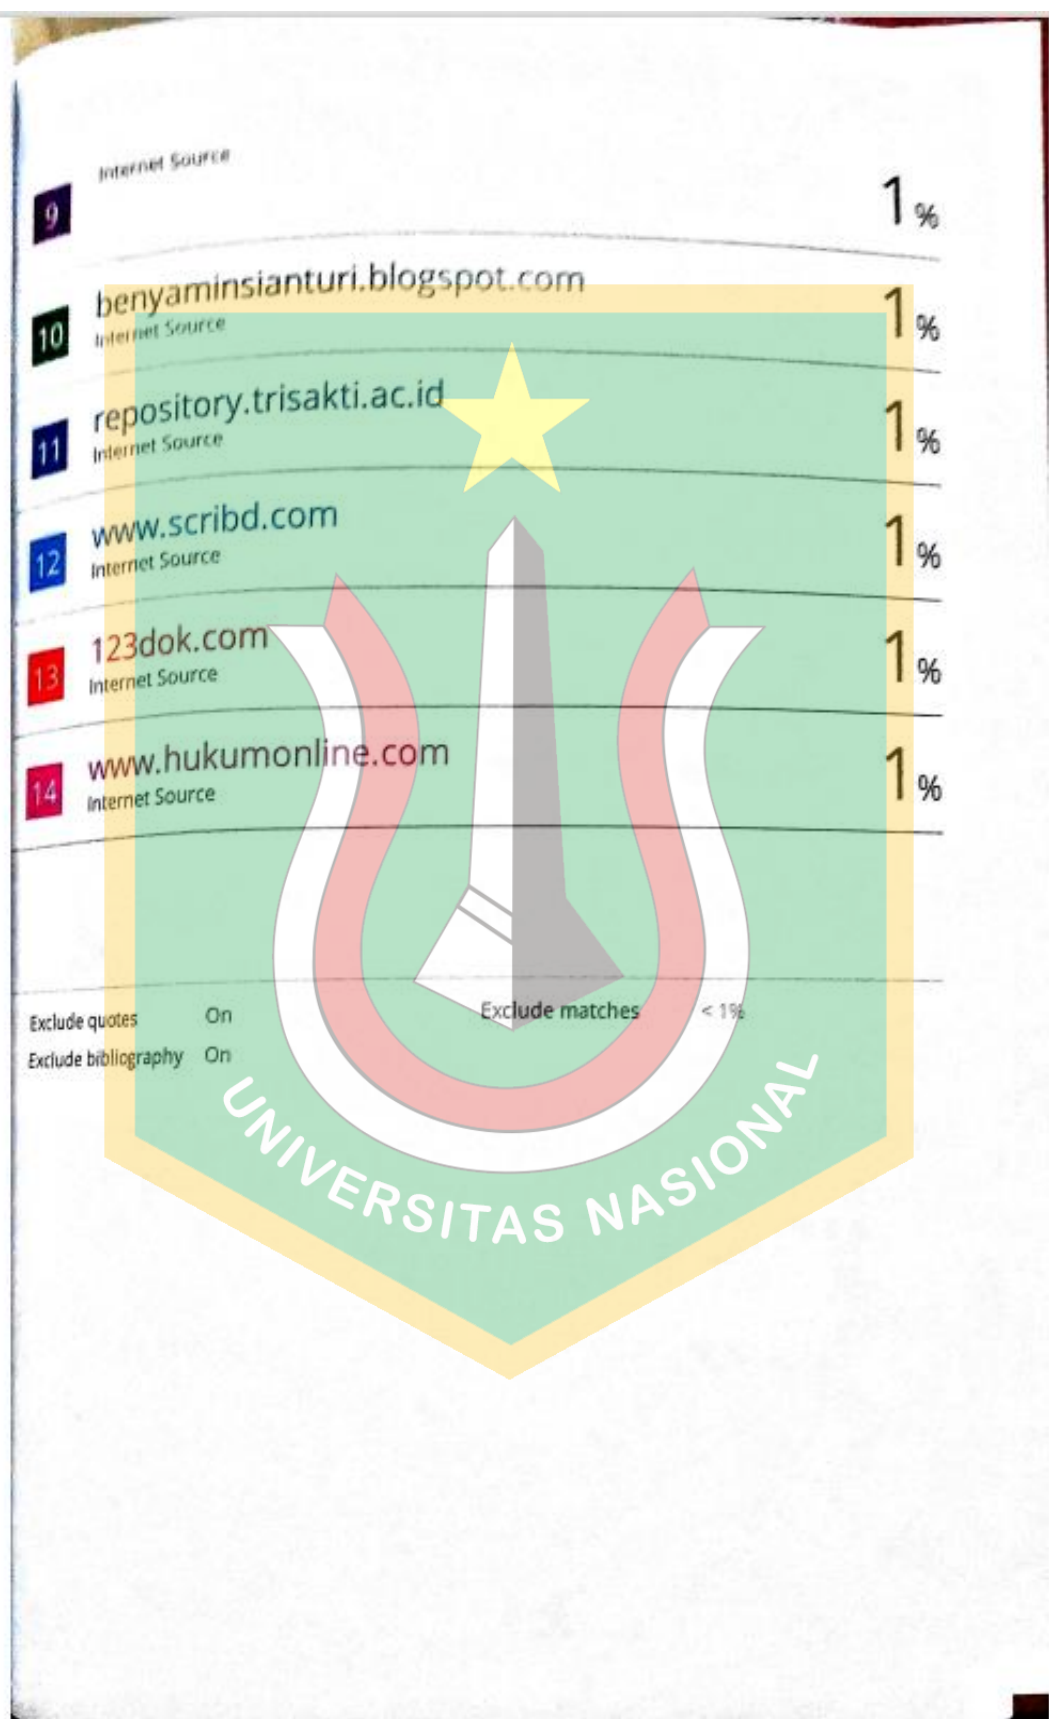 Internet Source
9
1%
benyaminsianturi.blogspot.com
10
Internet Source
1%
repository.trisakti.ac.id
11
Internet Source
1%
www.scribd.com
12
Internet Source
1%
123dok.com
13
Internet Source
1%
www.hukumonline.com
14
Internet Source
1%
Exclude quotes On Exclude matches < 1%
Exclude bibliography On
UNIVERSITAS NASIONAL